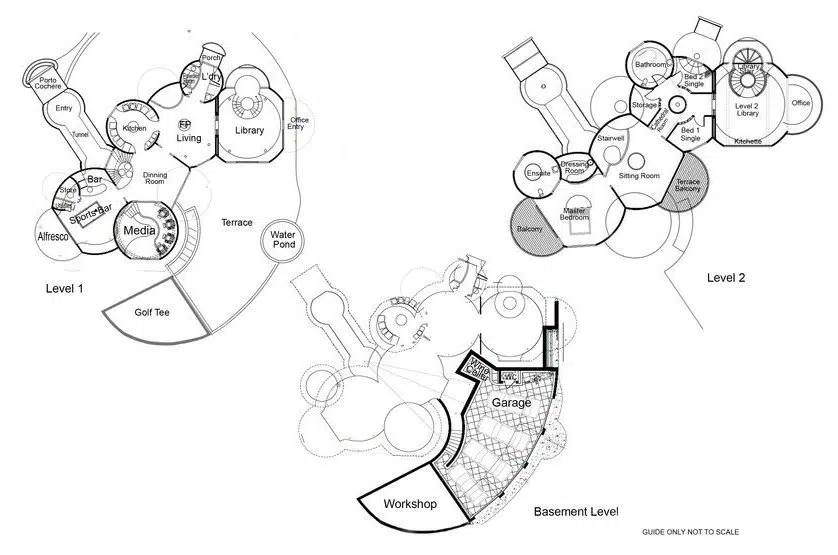 Porto
Cochere
Entry
Tunnel
Porch
L'dry
Kitchen
FP
Living
Library
Office
Entry
Bar
Store
Sports Bar
Alfresco
Dinning
Room
Media
Terrace
Water
Pond
Golf Tee
Level 1
Bathroom
Bed 2
Single
Storage
Cathedral
Room
Library
Level 2
Library
Office
Bed 1
Single
Kitchette
Stairwell
Dressing
Room
Ensuite
Sitting Room
Terrace
Balcony
Master
Bedroom
Balcony
Level 2
Wine
Cellar
WC
Garage
Workshop
Basement Level
GUIDE ONLY NOT TO SCALE